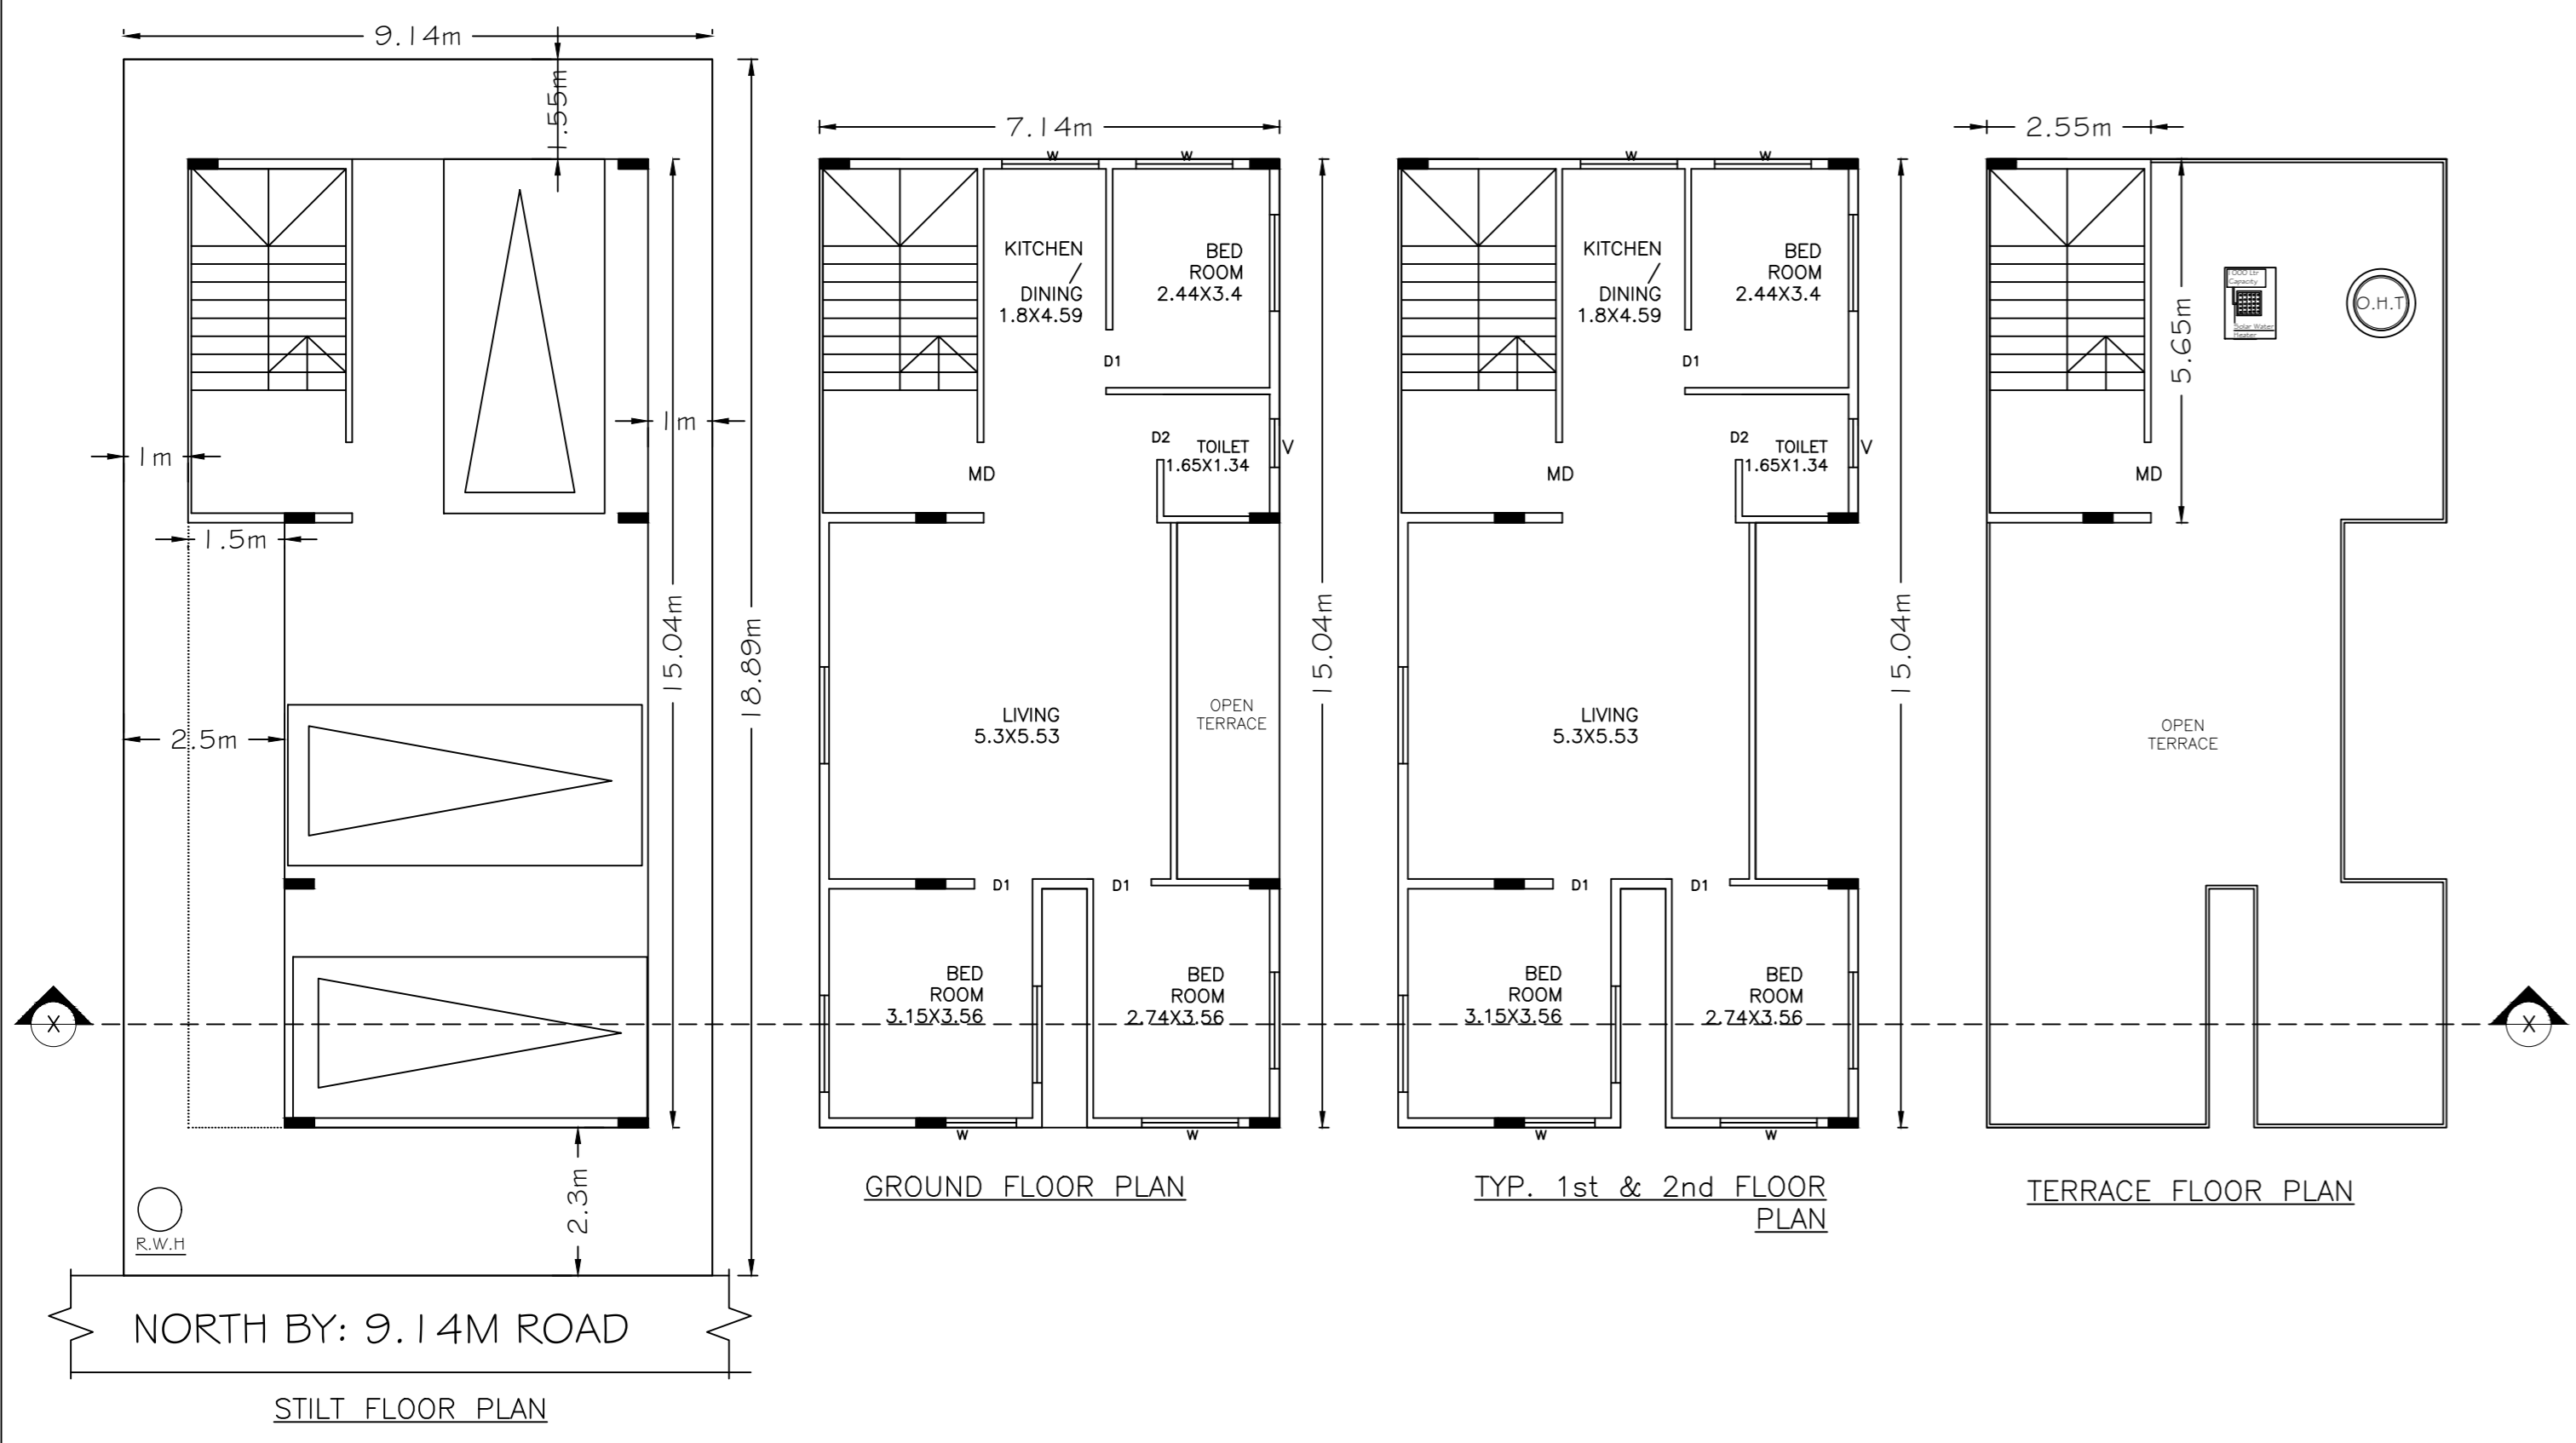 9.14m
1.55m
1m
1m
1.5m
2.5m
15.04m
18.89m
2.3m
X
R.W.H
NORTH BY: 9.14M ROAD
STILT FLOOR PLAN
7.14m
W
W
KITCHEN
/
DINING
1.8X4.59
BED
ROOM
2.44X3.4
D1
D2
TOILET
1.65X1.34
V
MD
LIVING
5.3X5.53
OPEN
TERRACE
15.04m
D1
D1
BED
ROOM
3.15X3.56
BED
ROOM
2.74X3.56
W
W
GROUND FLOOR PLAN
W
W
KITCHEN
/
DINING
1.8X4.59
BED
ROOM
2.44X3.4
D1
D2
TOILET
1.65X1.34
V
MD
LIVING
5.3X5.53
15.04m
D1
D1
BED
ROOM
3.15X3.56
BED
ROOM
2.74X3.56
W
W
TYP. 1st & 2nd FLOOR
PLAN
2.55m
5.65m
1000 Ltr
Capacity
Solar Water
Heater
O.H.T
MD
OPEN
TERRACE
X
TERRACE FLOOR PLAN